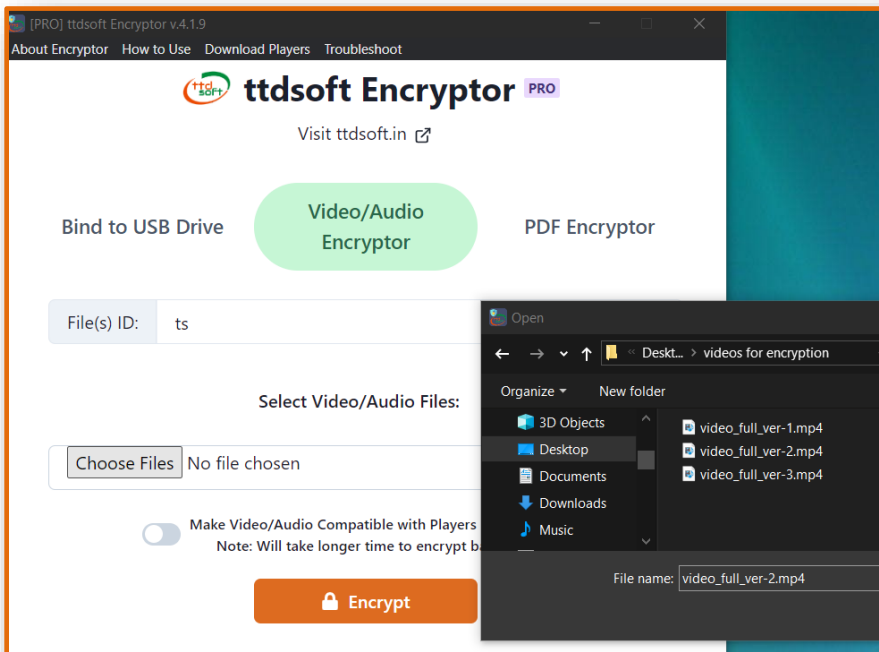 [PRO] ttdsoft Encryptor v.4.1.9
About Encryptor How to Use Download Players Troubleshoot
ttd soft
ttdsoft Encryptor PRO
Visit ttdsoft.in
Bind to USB Drive
Video/Audio
Encryptor
PDF Encryptor
File(s) ID: ts
Select Video/Audio Files:
Choose Files No file chosen
Make Video/Audio Compatible with Players
Note: Will take longer time to encrypt
Encrypt
Open
« Deskt... > videos for encryption
Organize New folder
3D Objects
Desktop
Documents
Downloads
Music
video_full_ver-1.mp4
video_full_ver-2.mp4
video_full_ver-3.mp4
File name: video_full_ver-2.mp4